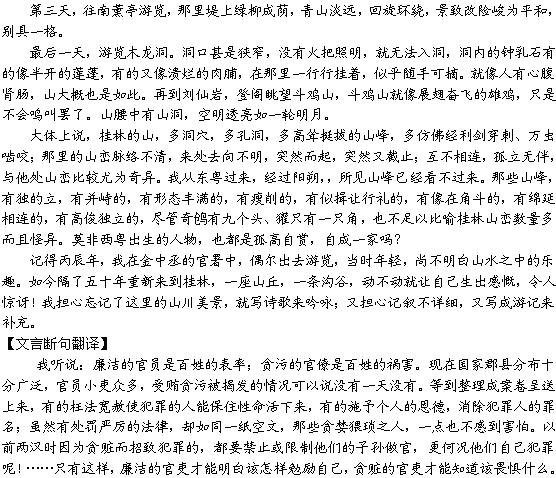 第三天，往南薰亭游览，那里堤上绿柳成荫，青山淡远，回旋环绕，景致改险峻为平和，
别具一格。
最后一天，游览木龙洞。洞口甚是狭窄，没有火把照明，就无法入洞，洞内的钟乳石有
的像半开的莲蓬，有的又像溃烂的肉脯，在那里一行行挂着，似乎随手可摘。就像人有心腹
肾肠，山大概也是如此。再到刘仙岩，登阁眺望斗鸡山，斗鸡山就像展翅奋飞的雄鸡，只是
不会鸣叫罢了。山腰中有山洞，空明透亮如一轮明月。
大体上说，桂林的山，多洞穴，多乳洞，多高耸挺拔的山峰，多仿佛经利剑穿刺、万虫
啮咬；那里的山峦脉络不清，来处去向不明，突然而起，突然又截止；互不相连，孤立无伴，
与他处山峦比较尤为奇异。我从东粤过来，经过阳朔，，所见山峰已经看不过来。那些山峰，
有独的立，有并峙的，有形态丰满的，有瘦削的，有似揖让行礼的，有像在角斗的，有绵延
相连的，有高俊独立的，尽管奇鸧有九个头、獾只有一只角，也不足以比喻桂林山峦数量多
而且怪异。莫非西粤出生的人物，也都是孤高自赏，自成一家吗？
记得丙辰年，我在金中丞的官署中，偶尔出去游览，当时年轻，尚不明白山水之中的乐
趣。如今隔了五十年重新来到桂林，一座山丘，一条沟谷，动不动就让自己生出感慨，令人
惊讶！我担心忘记了这里的山川美景，就写诗歌来吟咏；又担心记叙不详细，又写成游记来
补充。
【文言断句翻译】
我听说：廉洁的官员是百姓的表率；贪污的官僚是百姓的祸害。现在国家郡县分布十
分广泛，官员小吏众多，受贿贪污被揭发的情况可以说没有一天没有。等到整理成案卷呈送
上来，有的枉法宽赦使犯罪的人能保住性命活下来，有的施予个人的恩德，消除犯罪人的罪
名；虽然有处罚严厉的法律，却如同一纸空文，那些贪婪猥琐之人，一点也不感到害怕。以
前两汉时因为贪赃而招致犯罪的，都要禁止或限制他们的子孙做官，更何况他们自己犯罪
呢！……只有这样，廉洁的官吏才能明白该怎样勉励自己，贪赃的官吏才能知道该畏惧什么。